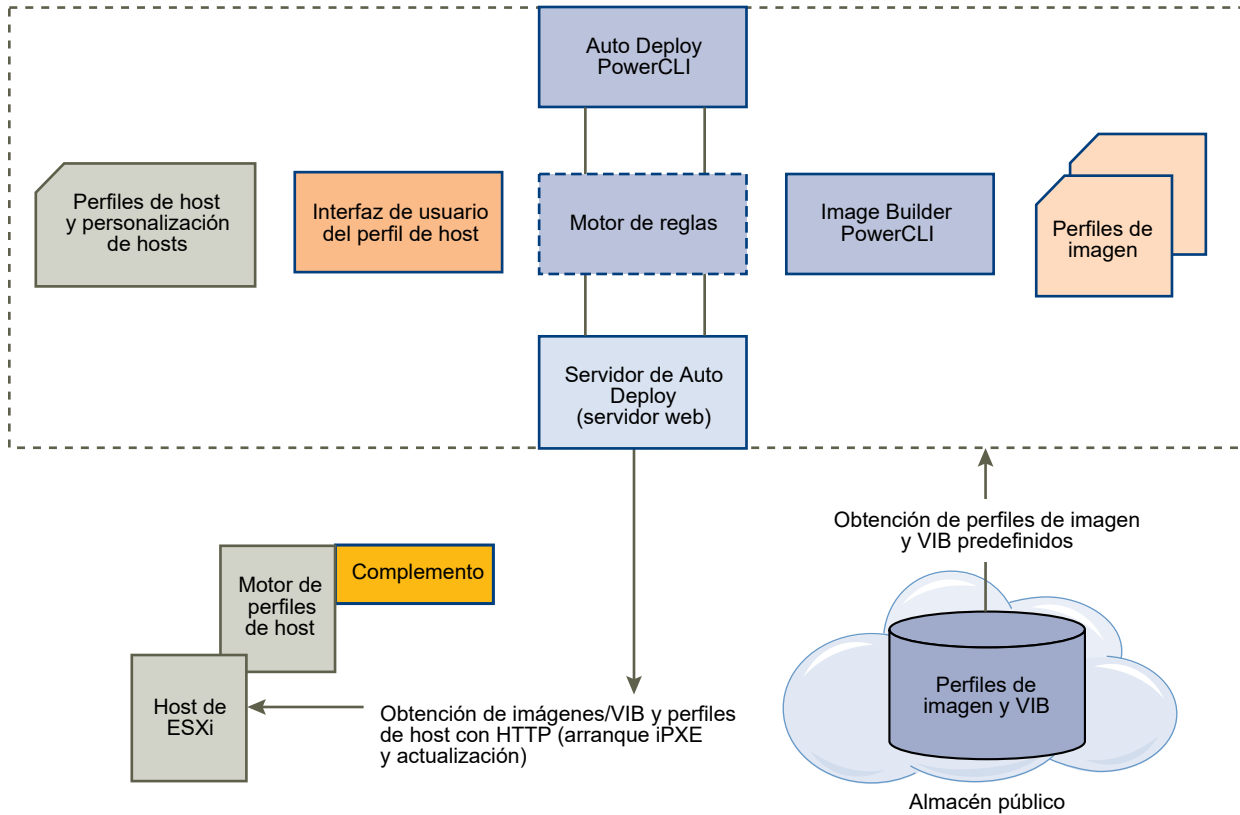 Auto Deploy
PowerCLI
Perfiles de host
y personalización
de hosts
Interfaz de usuario
del perfil de host
Motor de reglas
Image Builder
PowerCLI
Perfiles de
imagen
Servidor de Auto
Deploy
(servidor web)
Obtención de perfiles de imagen
y VIB predefinidos
Complemento
Motor de
perfiles
de host
Host de
ESXi
Obtención de imágenes/VIB y perfiles
de host con HTTP (arranque iPXE
y actualización)
Perfiles de
imagen y VIB
Almacén público